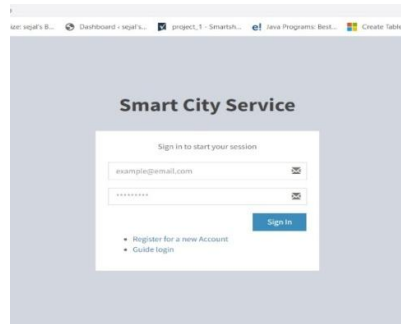 sejal's B... Dashboard - sejal's... project_1 - Smartsh... Java Programs: Best... Create Table
Smart City Service
Sign in to start your session
example@email.com
*********
Sign In
Register for a new Account
Guide login